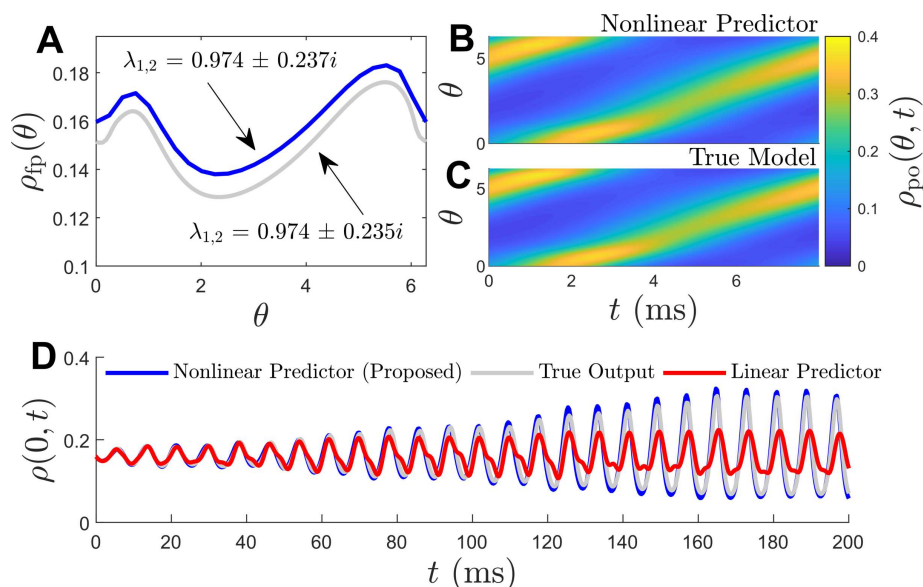 A
λ1,2 = 0.974 ± 0.237i
λ1,2 = 0.974 ± 0.235i
0.18
0.16
0.14
0.12
0.1
ρfp(θ)
0 2 4 6
θ
B
Nonlinear Predictor
5
0
θ
C
True Model
5
0
θ
0 2 4 6
t (ms)
0.4
0.3
0.2
0.1
0
ρpo(θ, t)
D
Nonlinear Predictor (Proposed) True Output Linear Predictor
0.4
0.2
0
ρ(0, t)
0 20 40 60 80 100 120 140 160 180 200
t (ms)